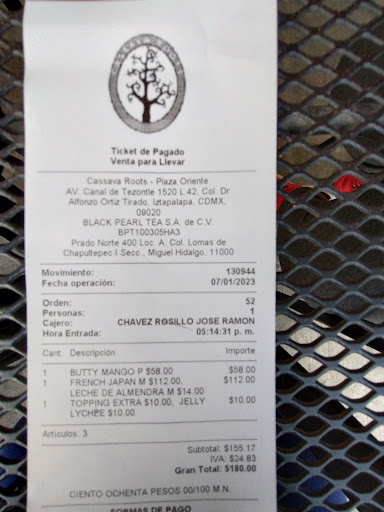 CASSAVA ROOTS
Ticket de Pagado
Venta para Llevar
Cassava Roots - Plaza Oriente
AV. Canal de Tezontle 1520 L 42, Col. Dr
Alfonzo Ortiz Tirado, Iztapalapa, CDMX,
09020
BLACK PEARL TEA S.A. de C.V.
BPT100305HA3
Prado Norte 400 Loc. A, Col. Lomas de
Chapultepec I Secc., Miguel Hidalgo, 11000
Movimiento: 130944
Fecha operación: 07/01/2023
Orden: 52
Personas: 1
Cajero: CHAVEZ ROSILLO JOSE RAMON
Hora Entrada: 05:14:31 p. m.
Cant. Descripción Importe
1 BUTTY MANGO P $58.00 $58.00
1 FRENCH JAPAN M $112.00, $112.00
LECHE DE ALMENDRA M $14.00
1 TOPPING EXTRA $10.00, JELLY $10.00
LYCHEE $10.00
Articulos: 3
Subtotal: $155.17
IVA: $24.83
Gran Total: $180.00
CIENTO OCHENTA PESOS 00/100 M.N.
FORMAS DE PAGO